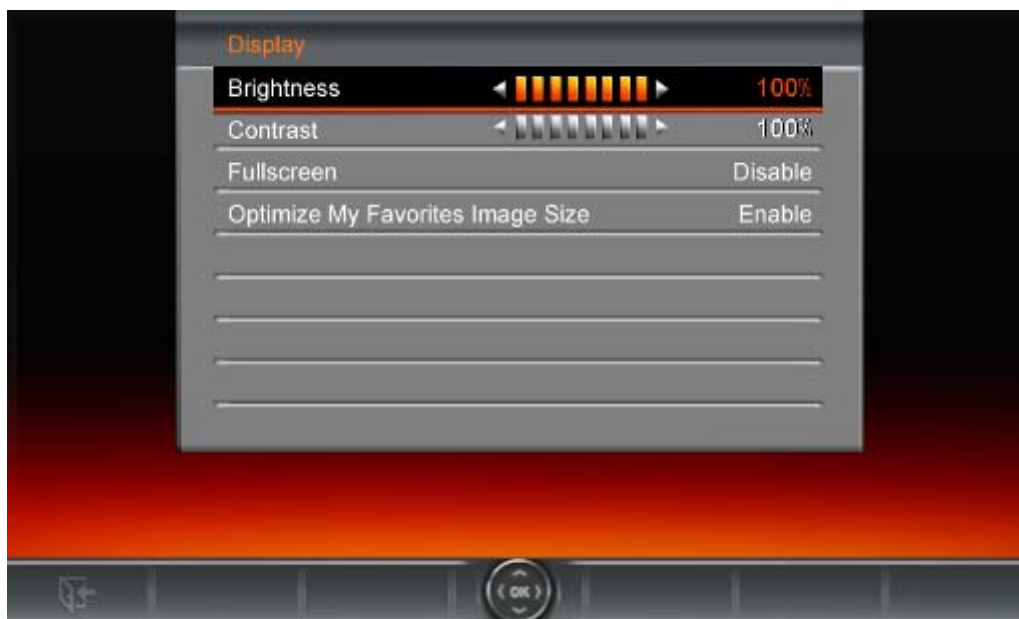 Display
Brightness 100%
Contrast 100%
Fullscreen Disable
Optimize My Favorites Image Size Enable
OK